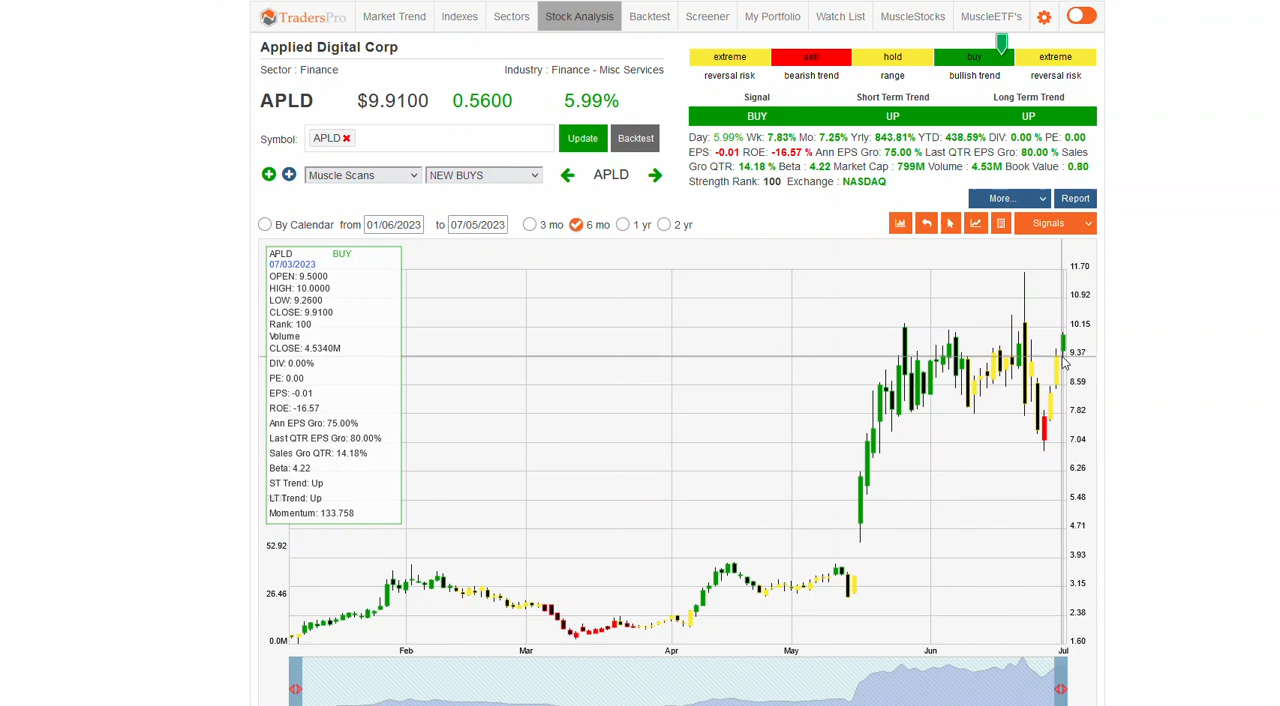 TradersPro Market Trend Indexes Sectors Stock Analysis Backtest Screener My Portfolio Watch List MuscleStocks MuscleETF's
Applied Digital Corp
Sector : Finance Industry : Finance - Misc Services
APLD $9.9100 0.5600 5.99%
Symbol: APLD Update Backtest
Muscle Scans NEW BUYS APLD
extreme sell hold buy extreme
reversal risk bearish trend range bullish trend reversal risk
Signal Short Term Trend Long Term Trend
BUY UP UP
Day: 5.99% Wk: 7.83% Mo: 7.25% Yrly: 843.81% YTD: 438.59% DIV: 0.00 % PE: 0.00
EPS: -0.01 ROE: -16.57 % Ann EPS Gro: 75.00 % Last QTR EPS Gro: 80.00 % Sales
Gro QTR: 14.18 % Beta : 4.22 Market Cap : 799M Volume : 4.53M Book Value : 0.80
Strength Rank: 100 Exchange : NASDAQ
More... Report
By Calendar from 01/06/2023 to 07/05/2023 3 mo 6 mo 1 yr 2 yr Signals
APLD BUY
07/03/2023
OPEN: 9.5000
HIGH: 10.0000
LOW: 9.2600
CLOSE: 9.9100
Rank: 100
Volume
CLOSE: 4.5340M
DIV: 0.00%
PE: 0.00
EPS: -0.01
ROE: -16.57
Ann EPS Gro: 75.00%
Last QTR EPS Gro: 80.00%
Sales Gro QTR: 14.18%
Beta: 4.22
ST Trend: Up
LT Trend: Up
Momentum: 133.758
11.70
10.92
10.15
9.37
8.59
7.82
7.04
6.26
5.48
4.71
3.93
3.15
2.38
1.60
52.92
26.46
0.0M
Feb Mar Apr May Jun Jul